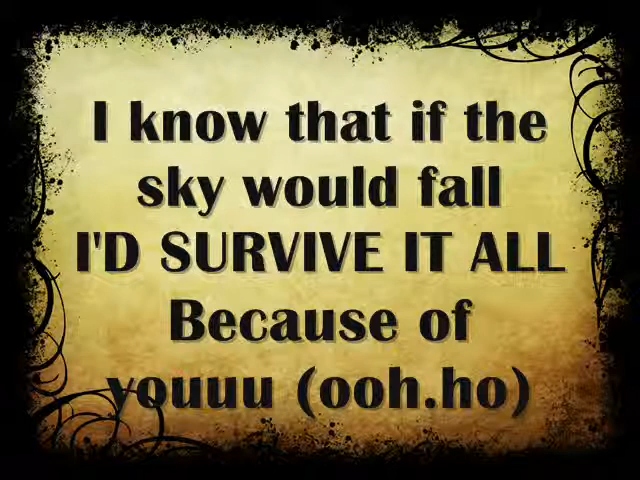 I know that if the
sky would fall
I'D SURVIVE IT ALL
Because of
youuu (ooh.ho)